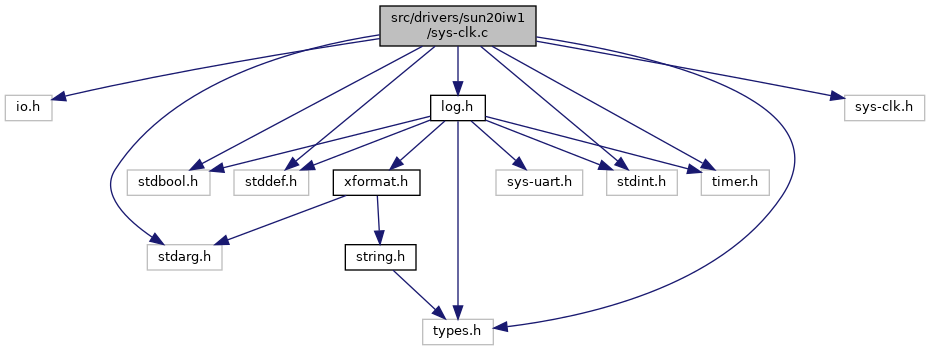 src/drivers/sun20iw1
/sys-clk.c
io.h
log.h
sys-clk.h
stdbool.h
stddef.h
xformat.h
sys-uart.h
stdint.h
timer.h
stdarg.h
string.h
types.h